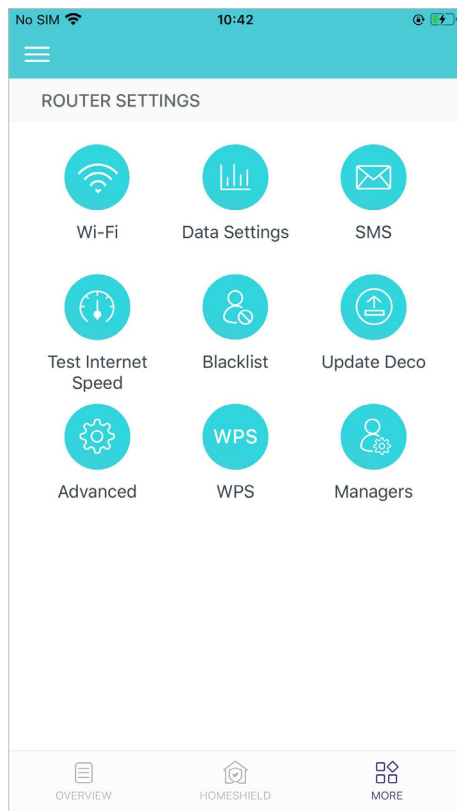 No SIM 10:42
ROUTER SETTINGS
Wi-Fi Data Settings SMS
Test Internet Speed Blacklist Update Deco
Advanced WPS WPS Managers
OVERVIEW HOMESHIELD MORE